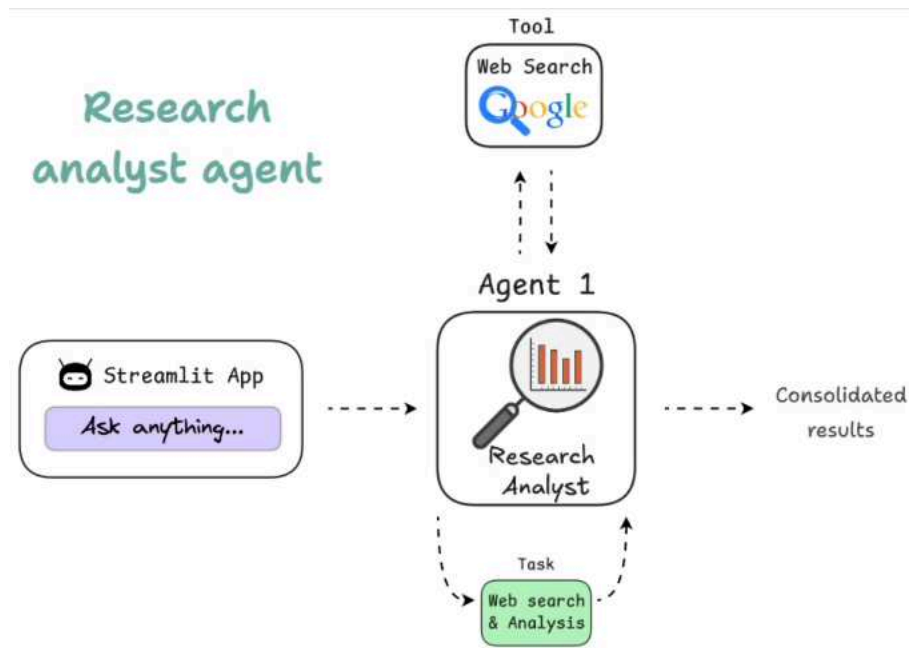 Research
analyst agent
Tool
Web Search
Google
Agent 1
Streamlit App
Ask anything...
Research
Analyst
Consolidated
results
Task
Web search
& Analysis